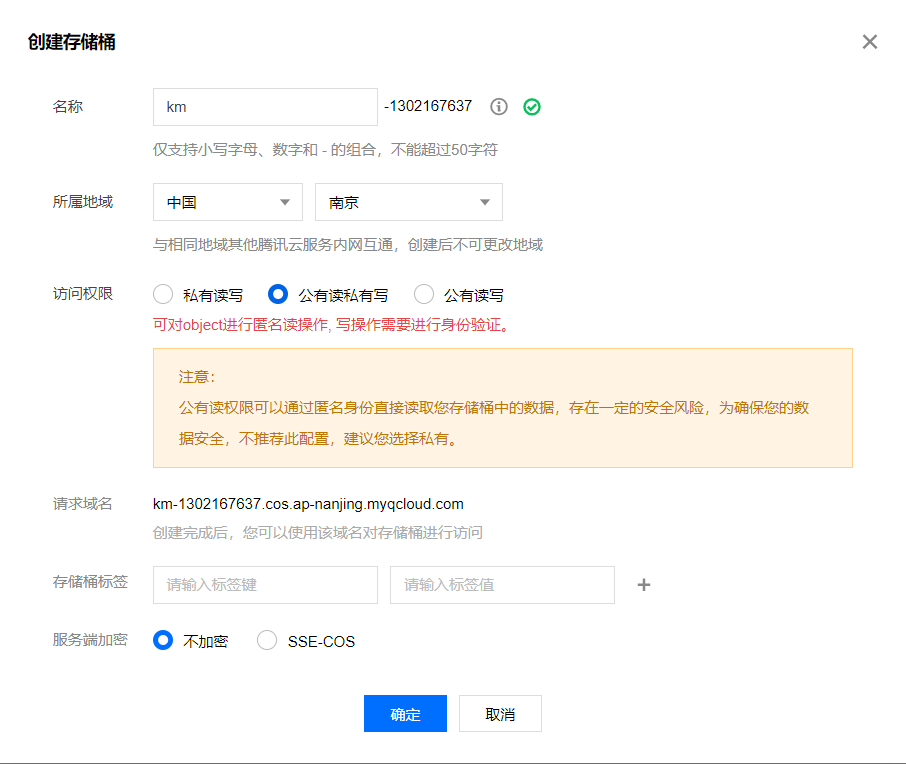 创建存储桶
名称 km -1302167637
仅支持小写字母、数字和 - 的组合，不能超过50字符
所属地域 中国 南京
与相同地域其他腾讯云服务内网互通，创建后不可更改地域
访问权限 私有读写 公有读私有写 公有读写
可对object进行匿名读操作, 写操作需要进行身份验证。
注意：
公有读权限可以通过匿名身份直接读取您存储桶中的数据，存在一定的安全风险，为确保您的数
据安全，不推荐此配置，建议您选择私有。
请求域名 km-1302167637.cos.ap-nanjing.myqcloud.com
创建完成后，您可以使用该域名对存储桶进行访问
存储桶标签 请输入标签键 请输入标签值 +
服务端加密 不加密 SSE-COS
确定 取消